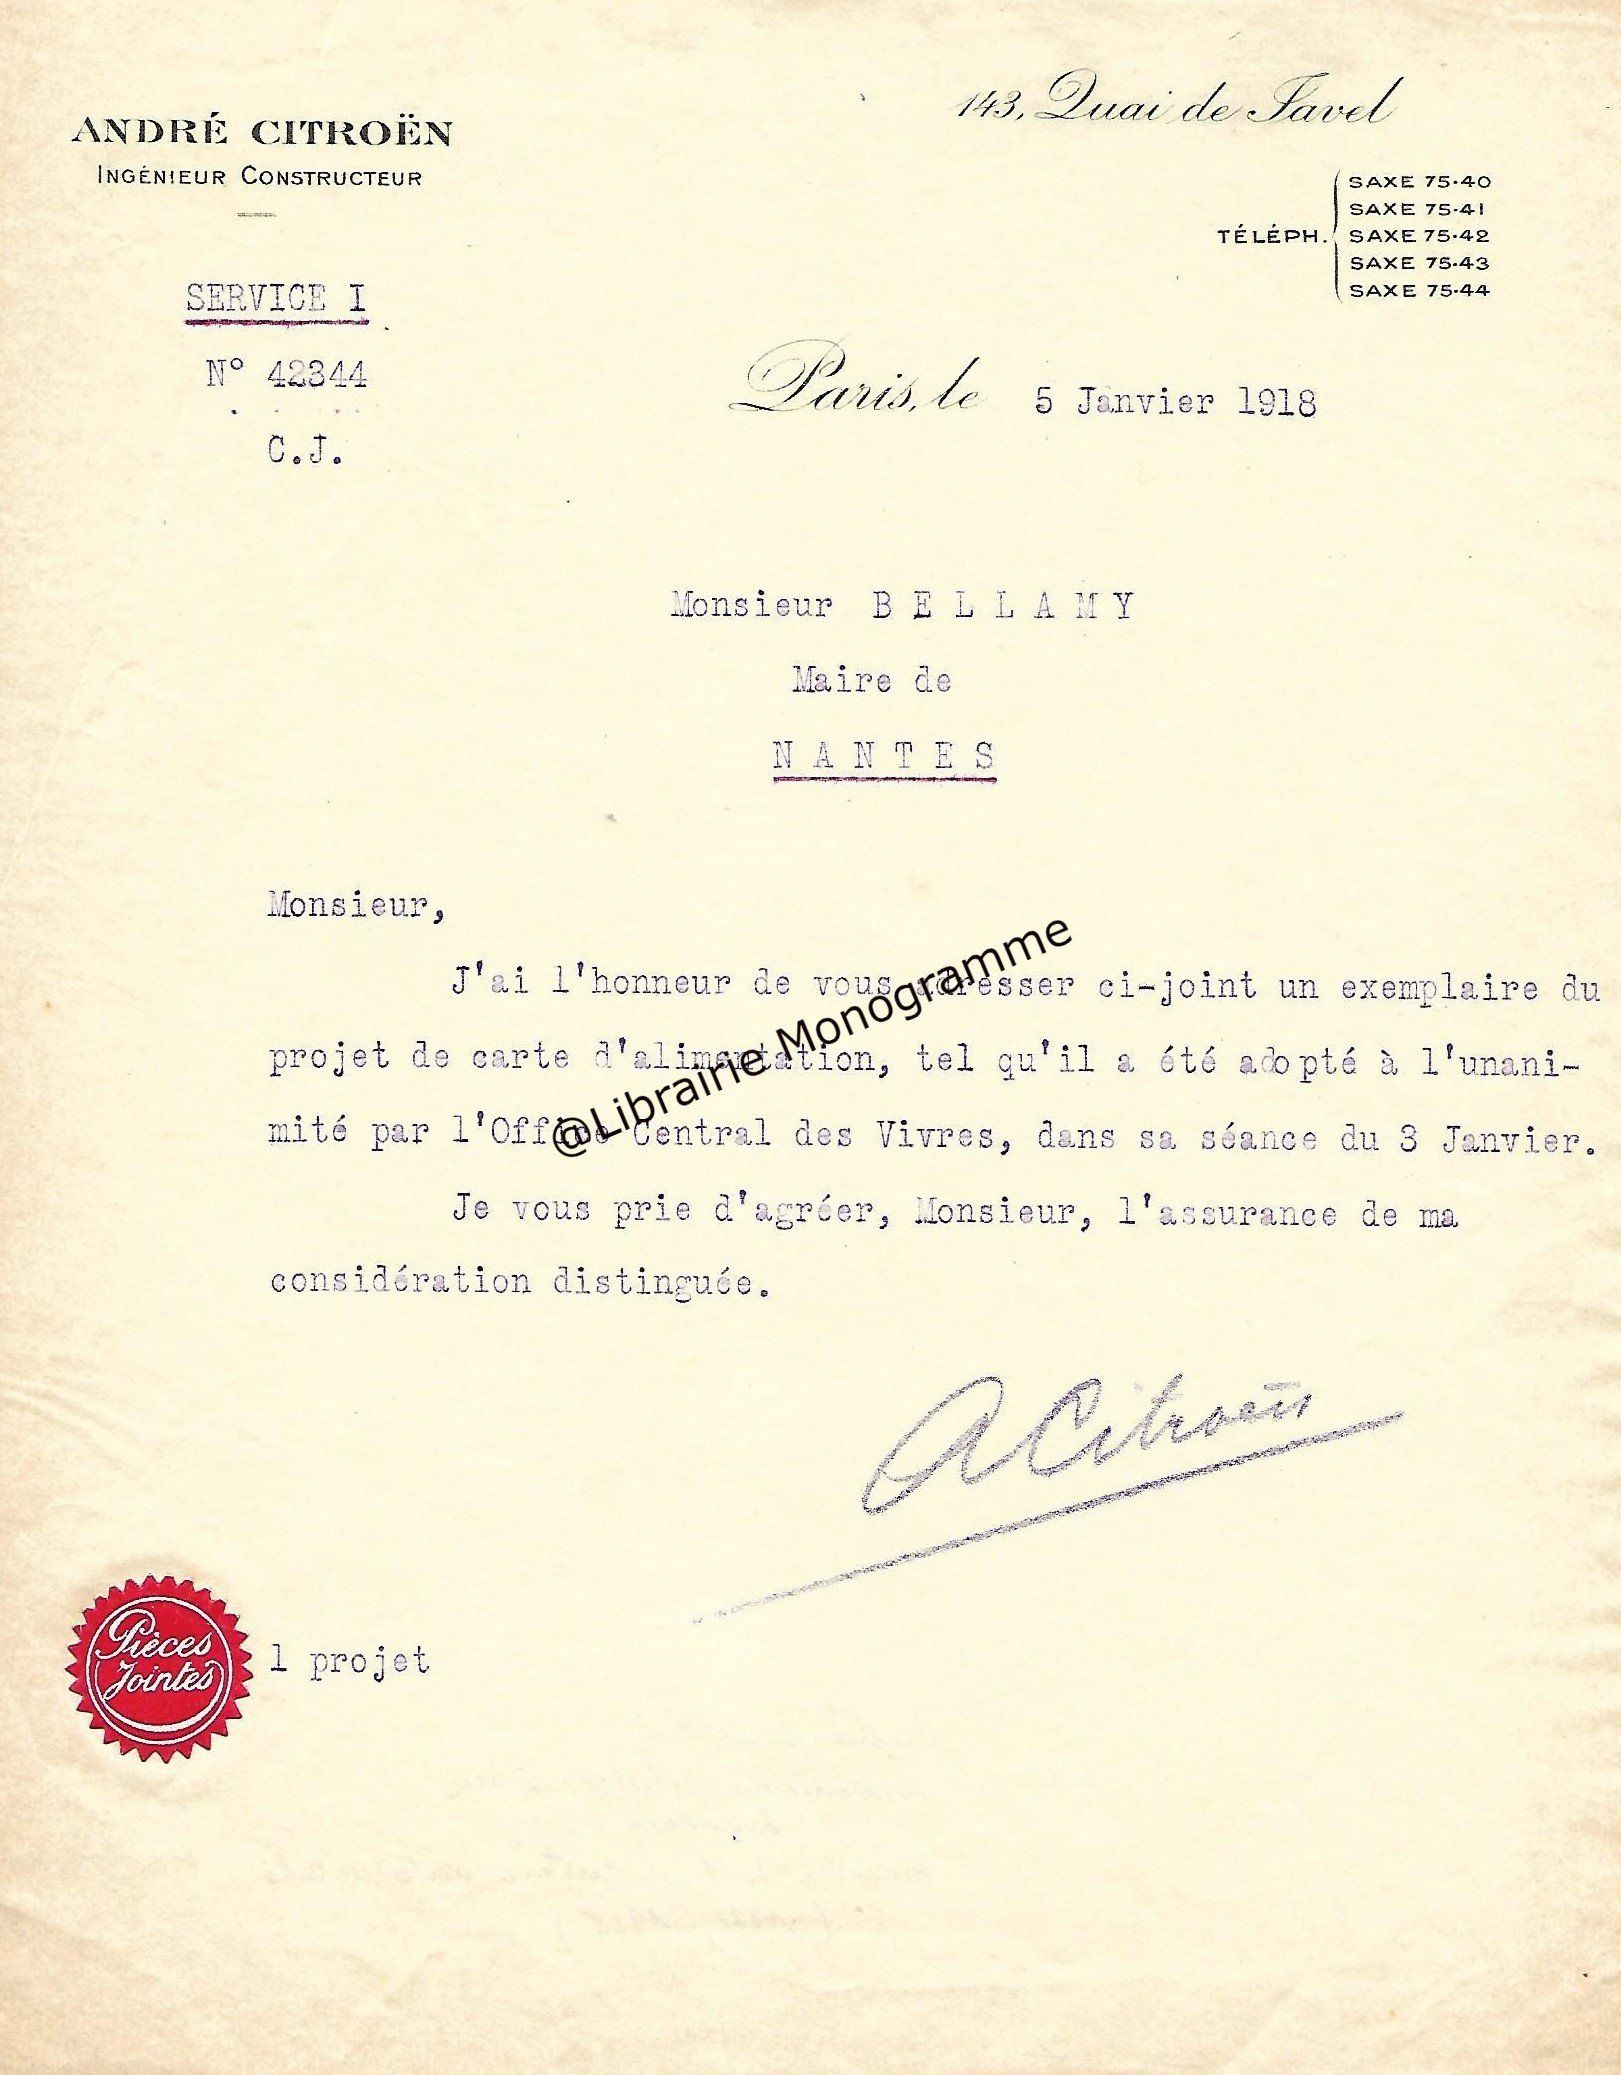 ANDRÉ CITROËN
INGÉNIEUR CONSTRUCTEUR
143, Quai de Javel
TÉLÉPH.
SAXE 75·40
SAXE 75·41
SAXE 75·42
SAXE 75·43
SAXE 75·44
SERVICE I
N° 42344
C.J.
Paris, le 5 Janvier 1918
Monsieur B E L L A M Y
Maire de
N A N T E S
Monsieur,
J'ai l'honneur de vous adresser ci-joint un exemplaire du
projet de carte d'alimentation, tel qu'il a été adopté à l'unani-
mité par l'Office Central des Vivres, dans sa séance du 3 Janvier.
Je vous prie d'agréer, Monsieur, l'assurance de ma
considération distinguée.
@Librairie Monogramme
A Citroën
Pièces
Jointes
1 projet